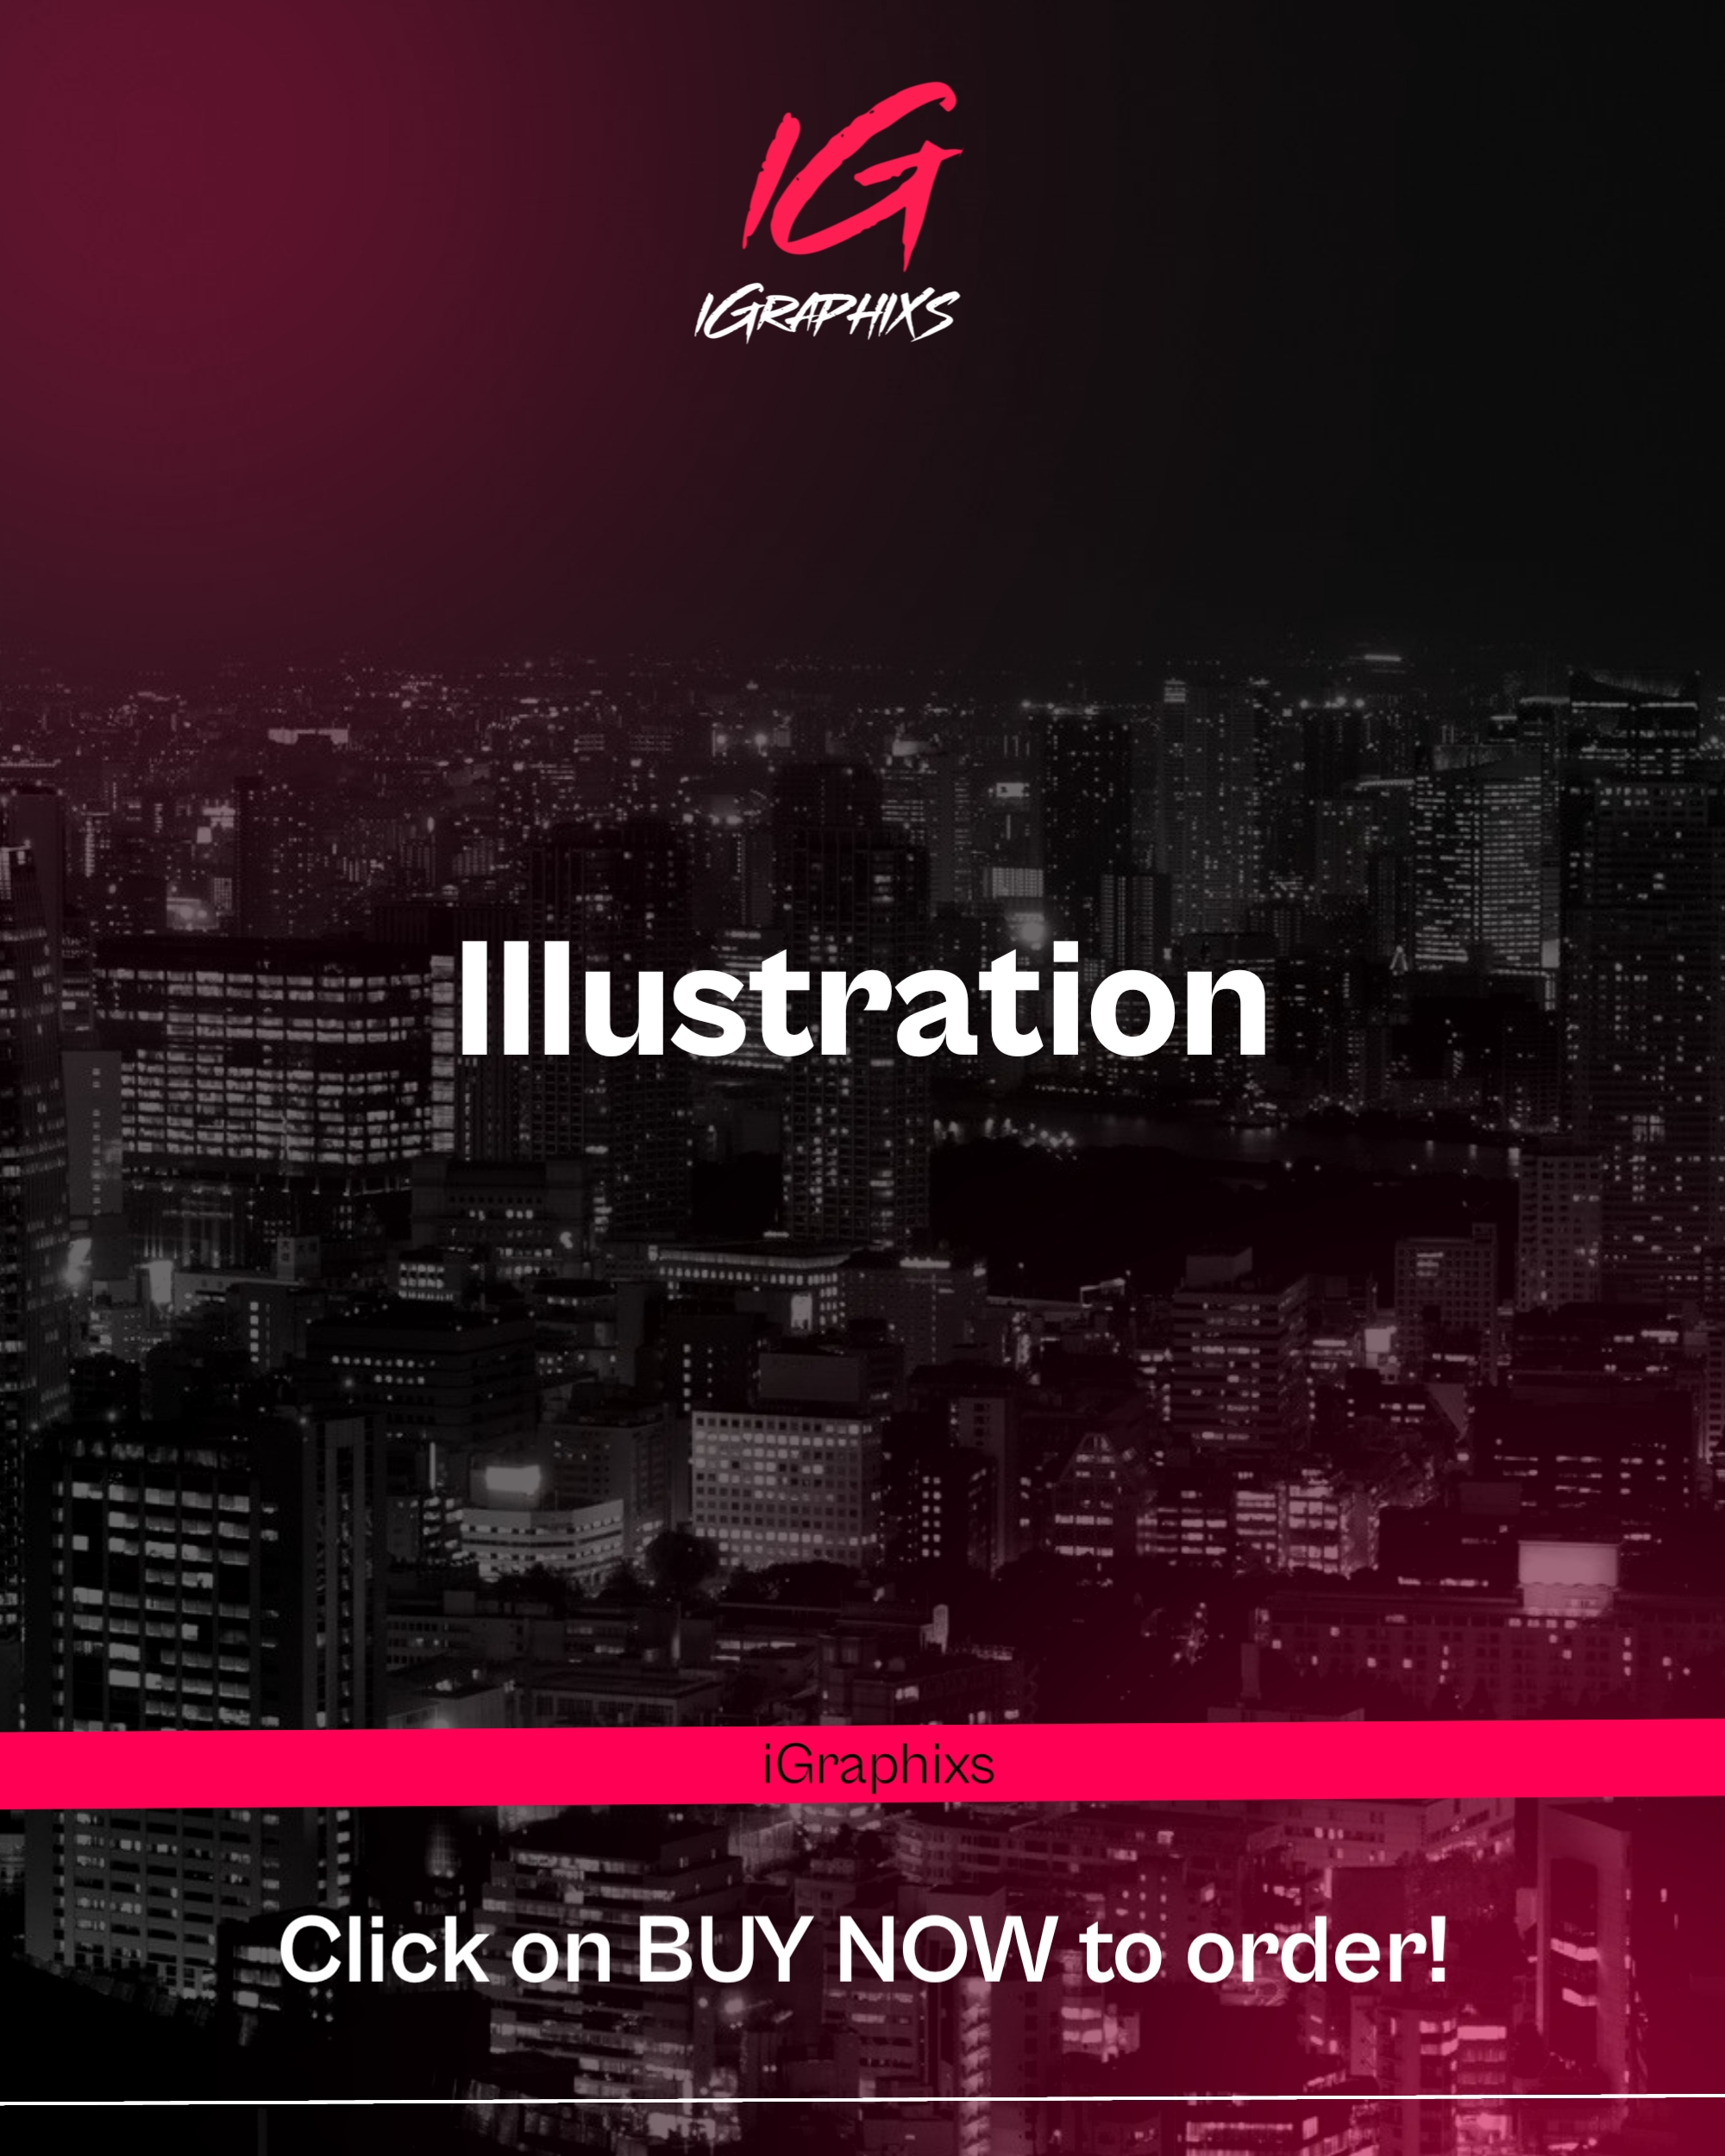 IG
IGRAPHIXS
Illustration
iGraphixs
Click on BUY NOW to order!